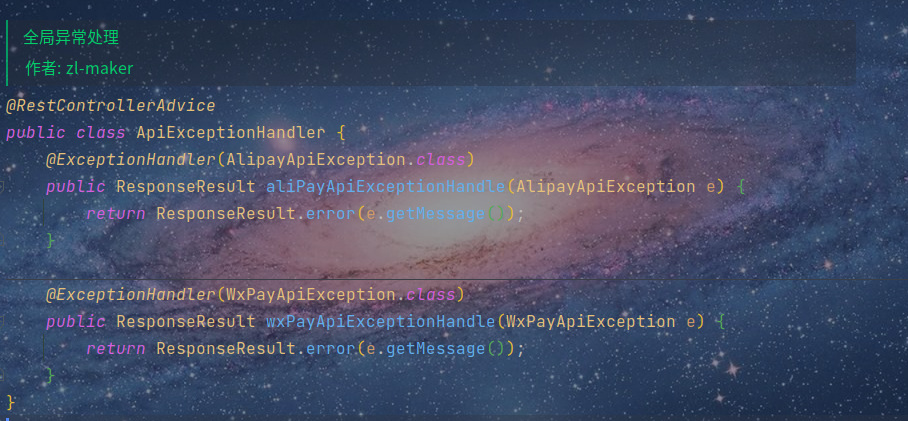 全局异常处理
作者: zl-maker
@RestControllerAdvice
public class ApiExceptionHandler {
    @ExceptionHandler(AlipayApiException.class)
    public ResponseResult aliPayApiExceptionHandle(AlipayApiException e) {
        return ResponseResult.error(e.getMessage());
    }
    @ExceptionHandler(WxPayApiException.class)
    public ResponseResult wxPayApiExceptionHandle(WxPayApiException e) {
        return ResponseResult.error(e.getMessage());
    }
}